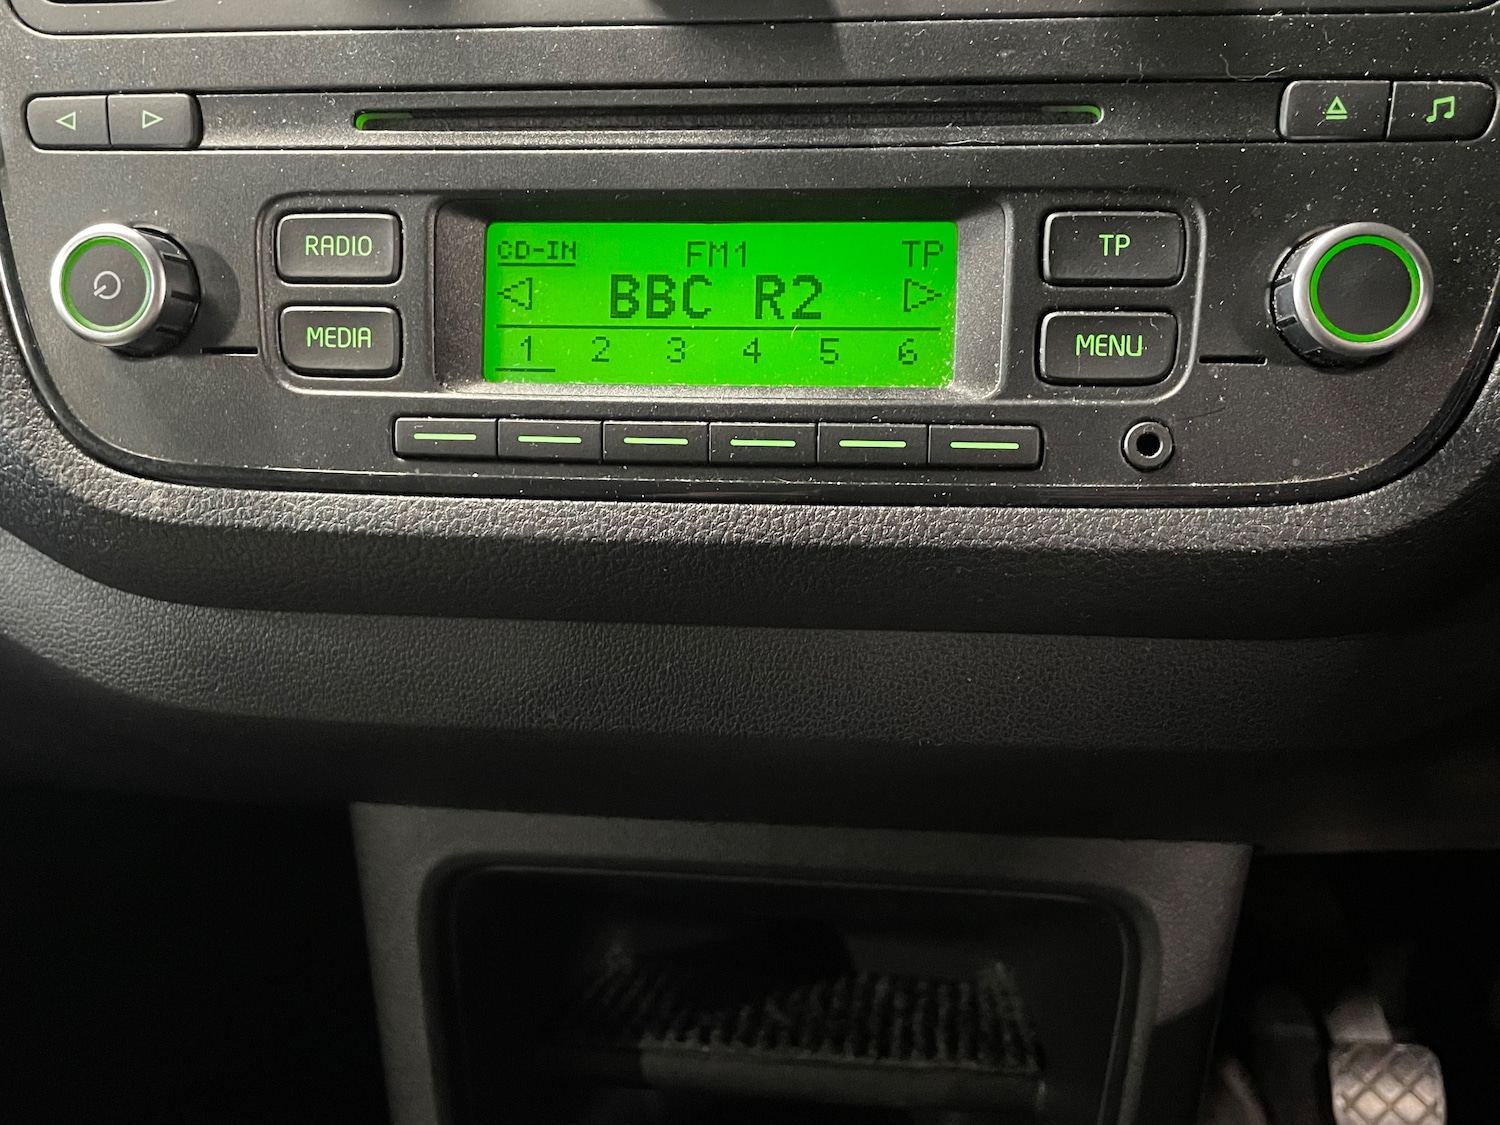 RADIO
MEDIA
CD-IN FM1 TP
BBC R2
1 2 3 4 5 6
TP
MENU